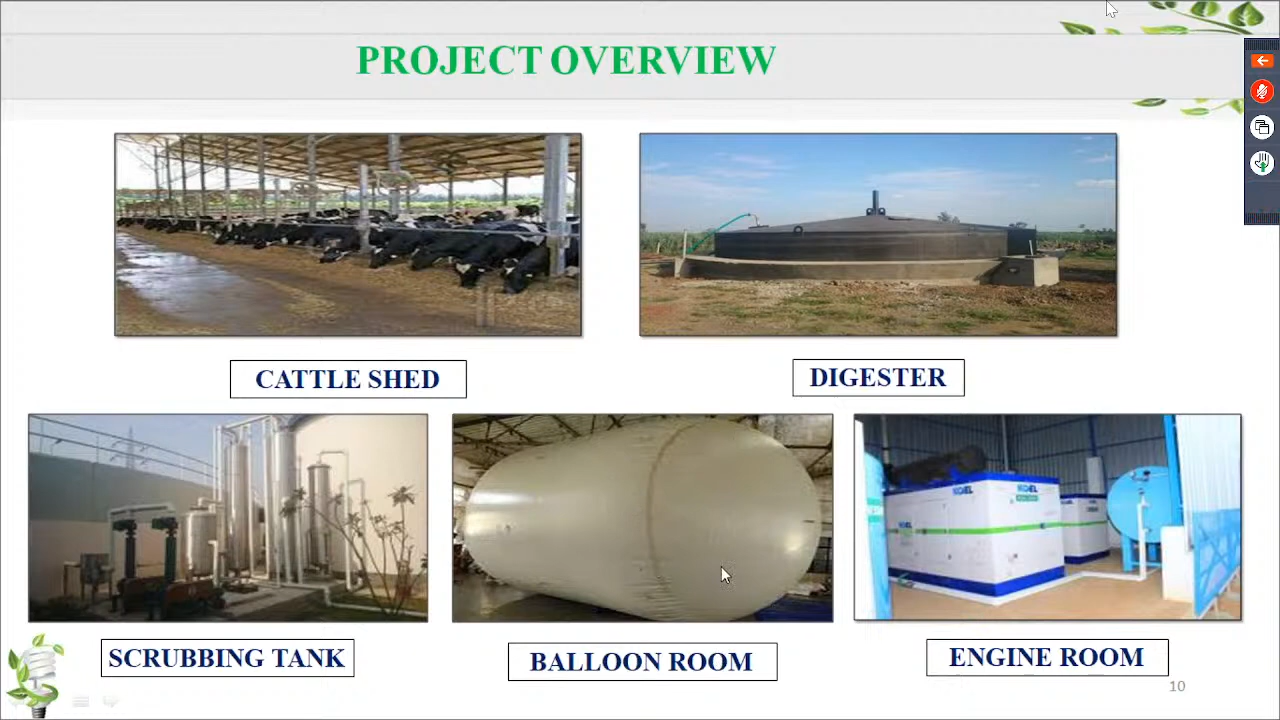 PROJECT OVERVIEW
CATTLE SHED
DIGESTER
SCRUBBING TANK
BALLOON ROOM
ENGINE ROOM
10